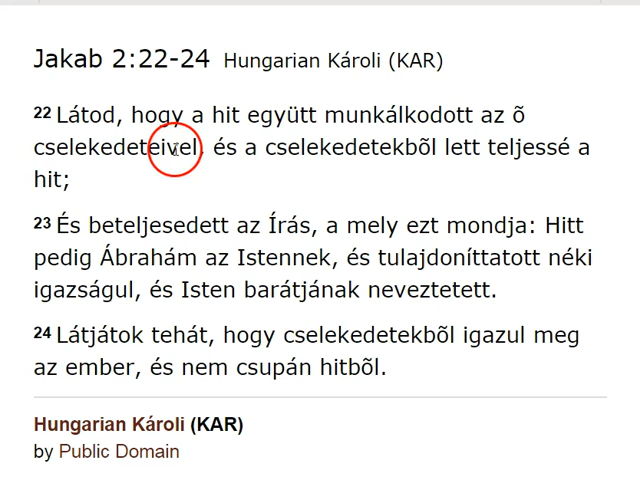 Jakab 2:22-24 Hungarian Károli (KAR)
22 Látod, hogy a hit együtt munkálkodott az õ
cselekedeteivel, és a cselekedetekbõl lett teljessé a
hit;
23 És beteljesedett az Írás, a mely ezt mondja: Hitt
pedig Ábrahám az Istennek, és tulajdoníttatott néki
igazságul, és Isten barátjának neveztetett.
24 Látjátok tehát, hogy cselekedetekbõl igazul meg
az ember, és nem csupán hitbõl.
Hungarian Károli (KAR)
by Public Domain